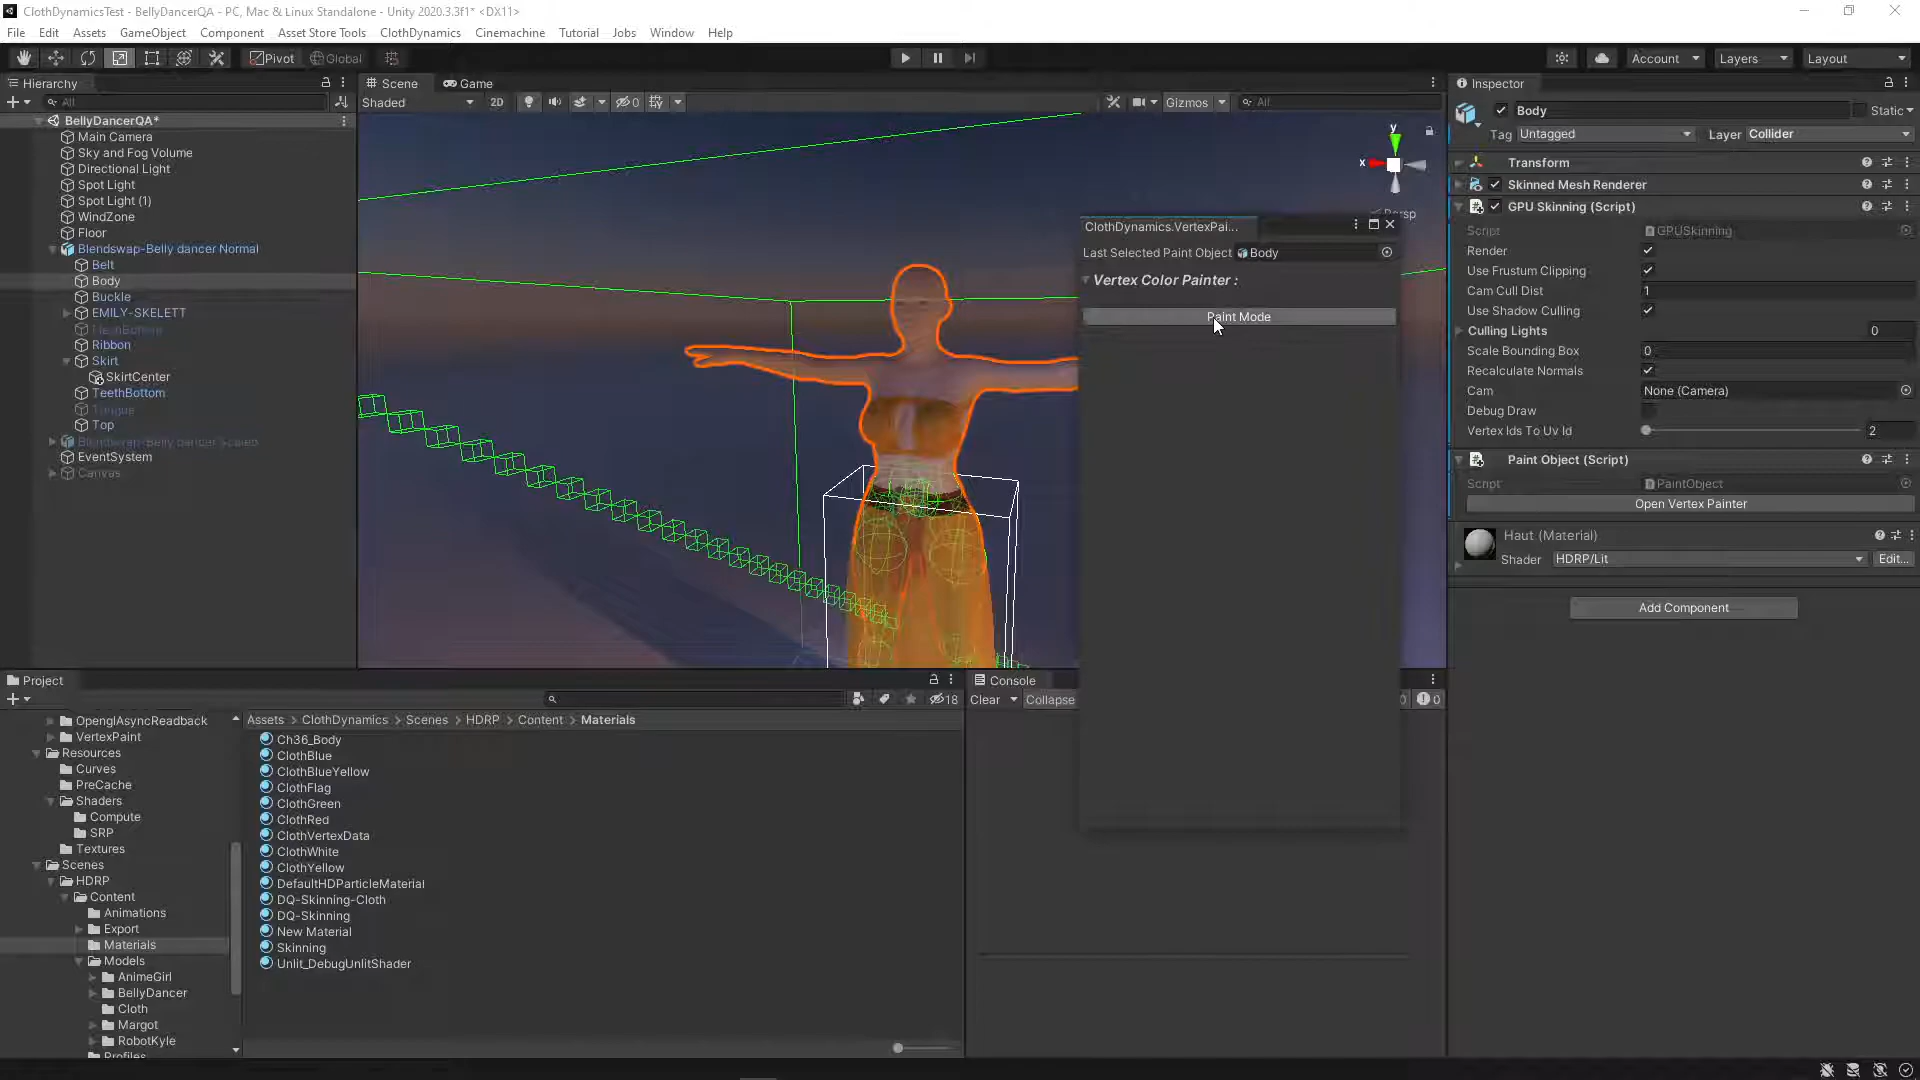 ClothDynamicsTest - BellyDancerQA - PC, Mac & Linux Standalone - Unity 2020.3.3f1* <DX11>
File Edit Assets GameObject Component Asset Store Tools ClothDynamics Cinemachine Tutorial Jobs Window Help
Pivot Global Account Layers Layout
Hierarchy
All
BellyDancerQA*
Main Camera
Sky and Fog Volume
Directional Light
Spot Light
Spot Light (1)
WindZone
Floor
Blendswap-Belly dancer Normal
Belt
Body
Buckle
EMILY-SKELETT
Ribbon
Skirt
SkirtCenter
TeethBottom
Tongue
Top
Blendswap-Belly dancer Scaled
EventSystem
Canvas
Scene Game
Shaded 2D 0 Gizmos All
y
x
Persp
ClothDynamics.VertexPai...
Last Selected Paint Object Body
Vertex Color Painter :
Paint Mode
Inspector
Body Static
Tag Untagged Layer Collider
Transform
Skinned Mesh Renderer
GPU Skinning (Script)
Script GPUSkinning
Render
Use Frustum Clipping
Cam Cull Dist 1
Use Shadow Culling
Culling Lights 0
Scale Bounding Box 0
Recalculate Normals
Cam None (Camera)
Debug Draw
Vertex Ids To Uv Id 2
Paint Object (Script)
Script PaintObject
Open Vertex Painter
Haut (Material)
Shader HDRP/Lit Edit...
Add Component
Project
18
OpenglAsyncReadback
VertexPaint
Resources
Curves
PreCache
Shaders
Compute
SRP
Textures
Scenes
HDRP
Content
Animations
Export
Materials
Models
AnimeGirl
BellyDancer
Cloth
Margot
RobotKyle
Profiles
Assets > ClothDynamics > Scenes > HDRP > Content > Materials
Ch36_Body
ClothBlue
ClothBlueYellow
ClothFlag
ClothGreen
ClothRed
ClothVertexData
ClothWhite
ClothYellow
DefaultHDParticleMaterial
DQ-Skinning-Cloth
DQ-Skinning
New Material
Skinning
Unlit_DebugUnlitShader
Console
Clear Collapse 0 0